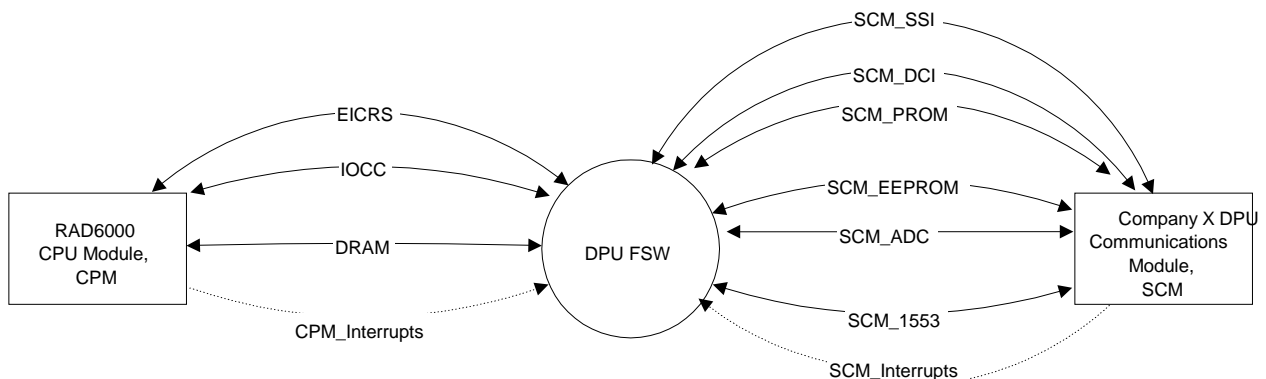 SCM_SSI
SCM_DCI
EICRS
SCM_PROM
IOCC
SCM_EEPROM
RAD6000
CPU Module,
CPM
DRAM
DPU FSW
SCM_ADC
Company X DPU
Communications
Module,
SCM
CPM_Interrupts
SCM_1553
SCM_Interrupts